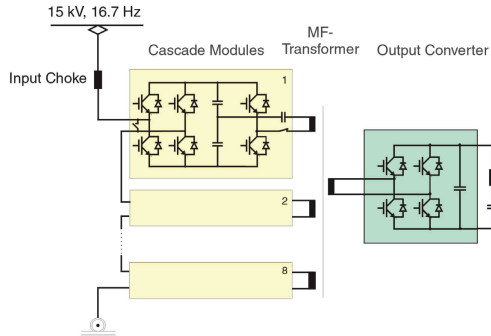 15 kV, 16.7 Hz
Cascade Modules
MF-
Transformer
Output Converter
Input Choke
1
2
8